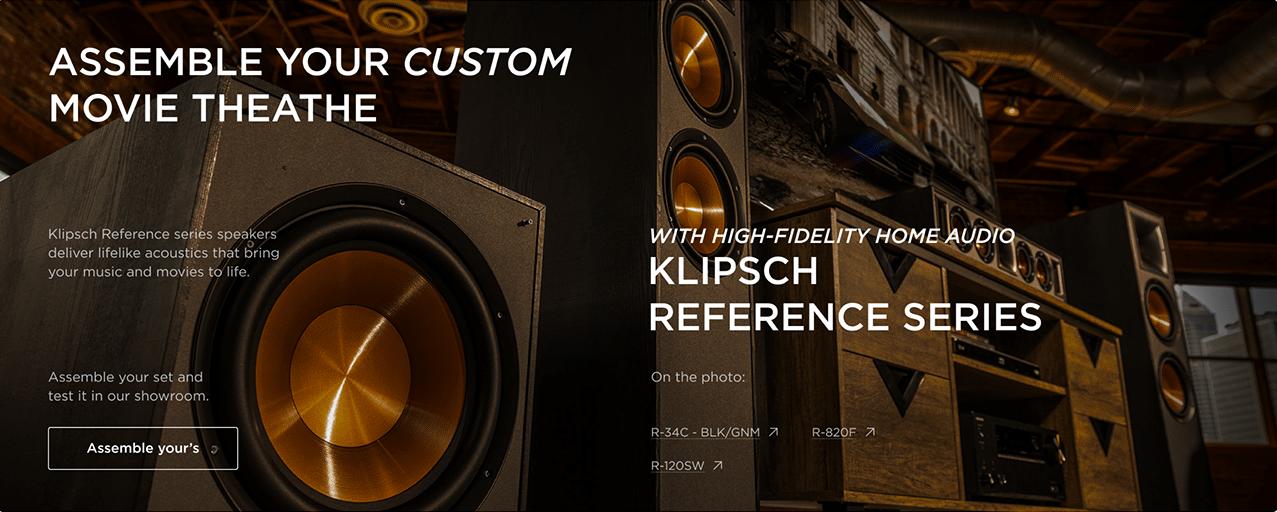 ASSEMBLE YOUR CUSTOM
MOVIE THEATHE
Klipsch Reference series speakers
deliver lifelike acoustics that bring
your music and movies to life.
Assemble your set and
test it in our showroom.
Assemble your’s
WITH HIGH-FIDELITY HOME AUDIO
KLIPSCH
REFERENCE SERIES
On the photo:
R-34C - BLK/GNM ↗ R-820F ↗
R-120SW ↗